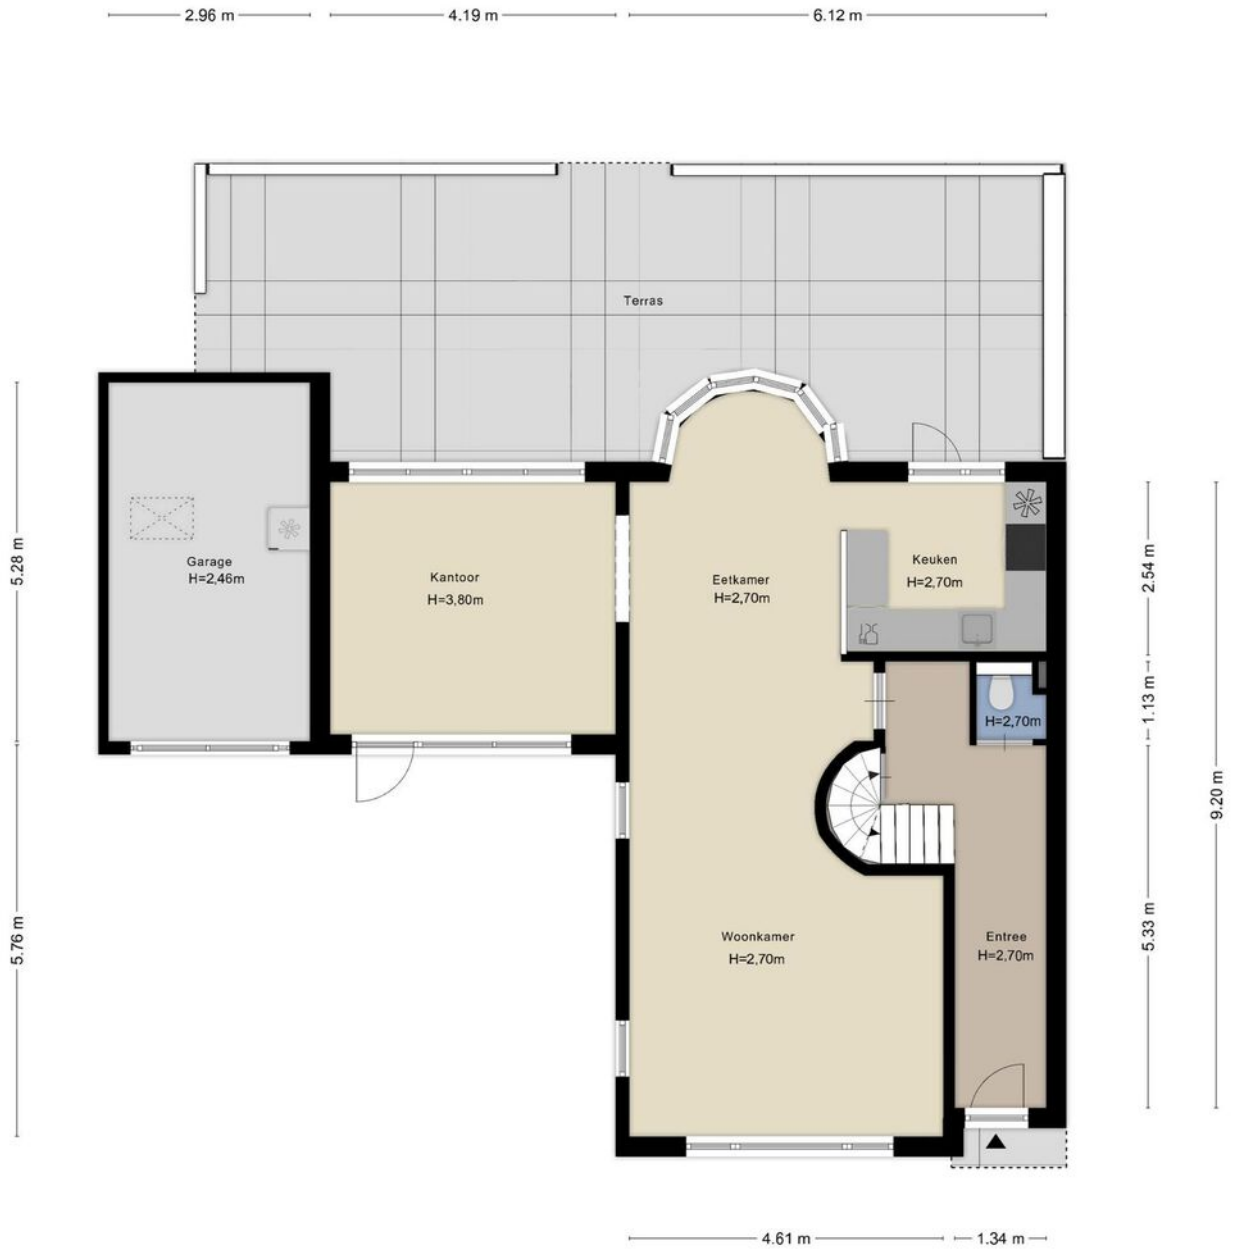 2.96 m
4.19 m
6.12 m
Terras
Garage
H=2,46m
Kantoor
H=3,80m
Eetkamer
H=2,70m
Keuken
H=2,70m
H=2,70m
Woonkamer
H=2,70m
Entree
H=2,70m
5.28 m
5.76 m
2.54 m
1.13 m
5.33 m
9.20 m
4.61 m
1.34 m